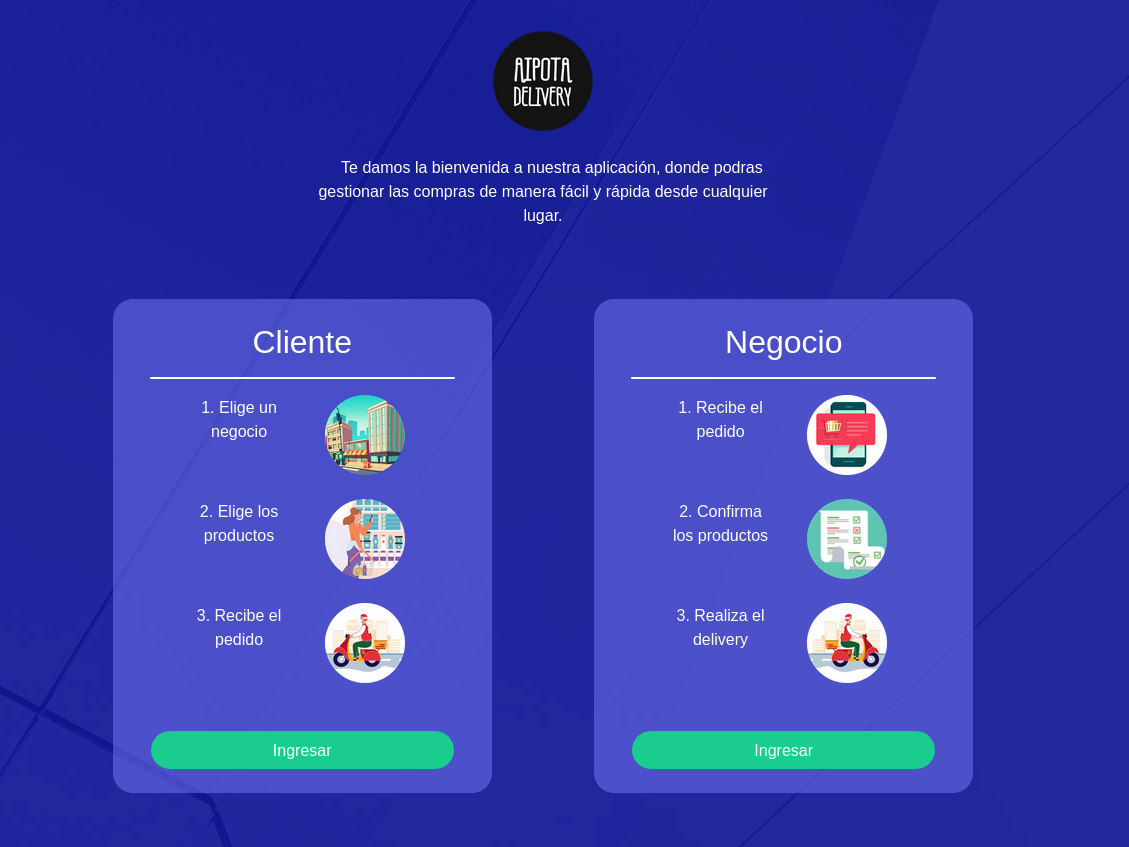 AIPOTA
DELIVERY
Te damos la bienvenida a nuestra aplicación, donde podras
gestionar las compras de manera fácil y rápida desde cualquier
lugar.
Cliente
1. Elige un
negocio
2. Elige los
productos
3. Recibe el
pedido
Ingresar
Negocio
1. Recibe el
pedido
2. Confirma
los productos
3. Realiza el
delivery
Ingresar